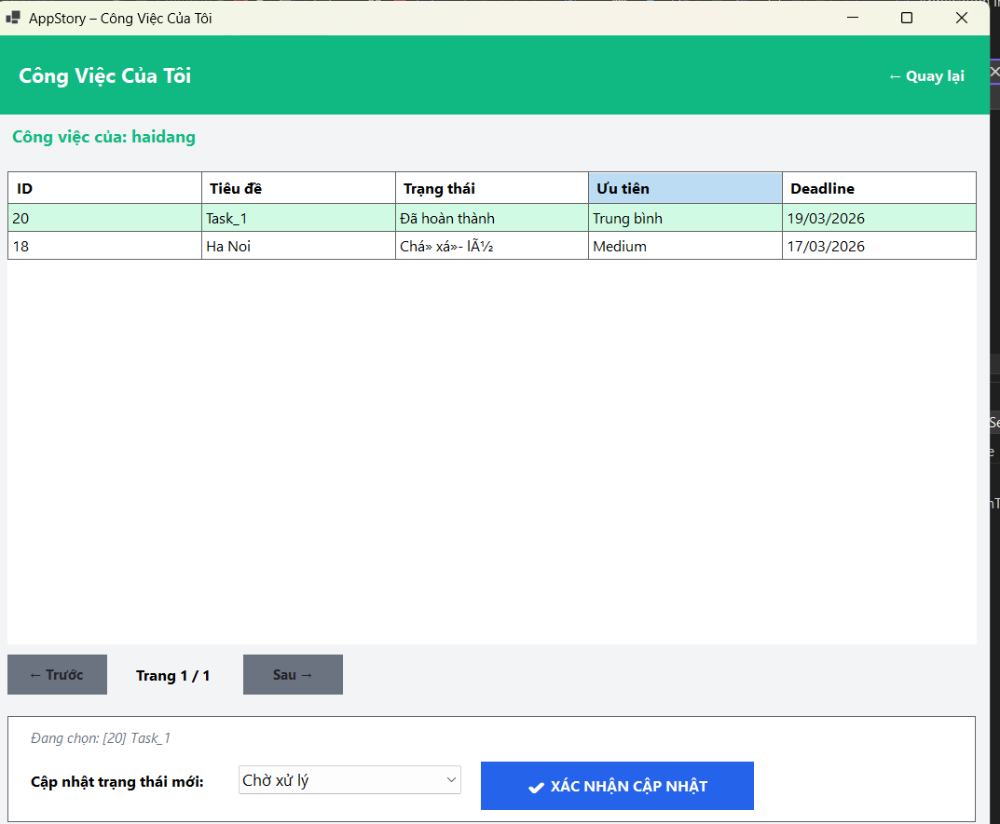 AppStory – Công Việc Của Tôi
Công Việc Của Tôi
← Quay lại
Công việc của: haidang
ID Tiêu đề Trạng thái Ưu tiên Deadline
20 Task_1 Đã hoàn thành Trung bình 19/03/2026
18 Ha Noi Chá» xá»- lÃ½ Medium 17/03/2026
← Trước Trang 1 / 1 Sau →
Đang chọn: [20] Task_1
Cập nhật trạng thái mới: Chờ xử lý ✔ XÁC NHẬN CẬP NHẬT